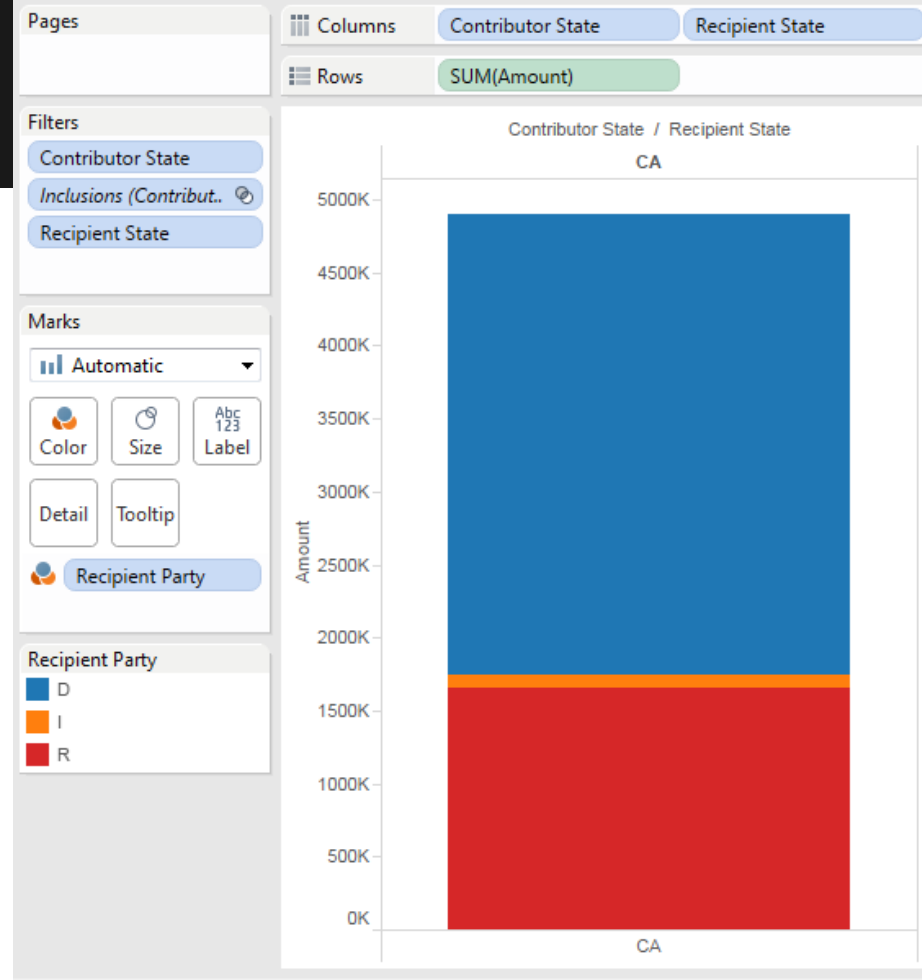 Pages
Columns Contributor State Recipient State
Rows SUM(Amount)
Filters
Contributor State
Inclusions (Contribut..
Recipient State
Marks
Automatic
Color Size Abc 123 Label
Detail Tooltip
Recipient Party
Recipient Party
D
I
R
Contributor State / Recipient State
CA
5000K
4500K
4000K
3500K
3000K
2500K
2000K
1500K
1000K
500K
0K
Amount
CA